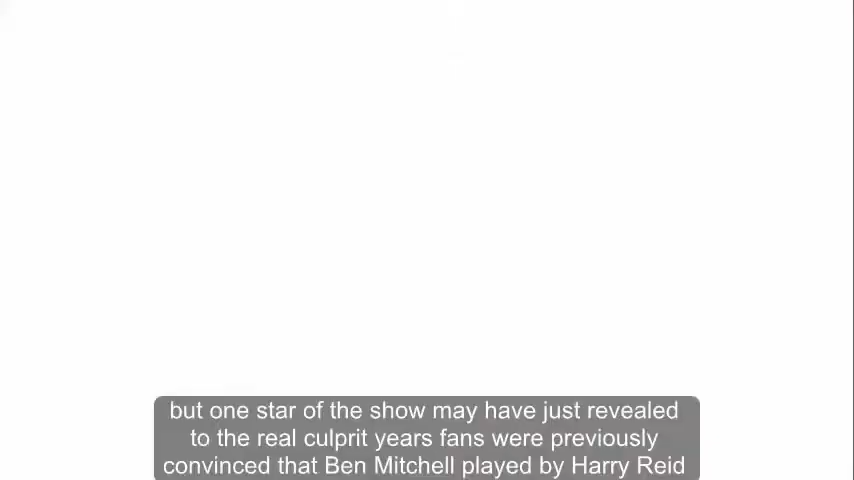 but one star of the show may have just revealed
to the real culprit years fans were previously
convinced that Ben Mitchell played by Harry Reid